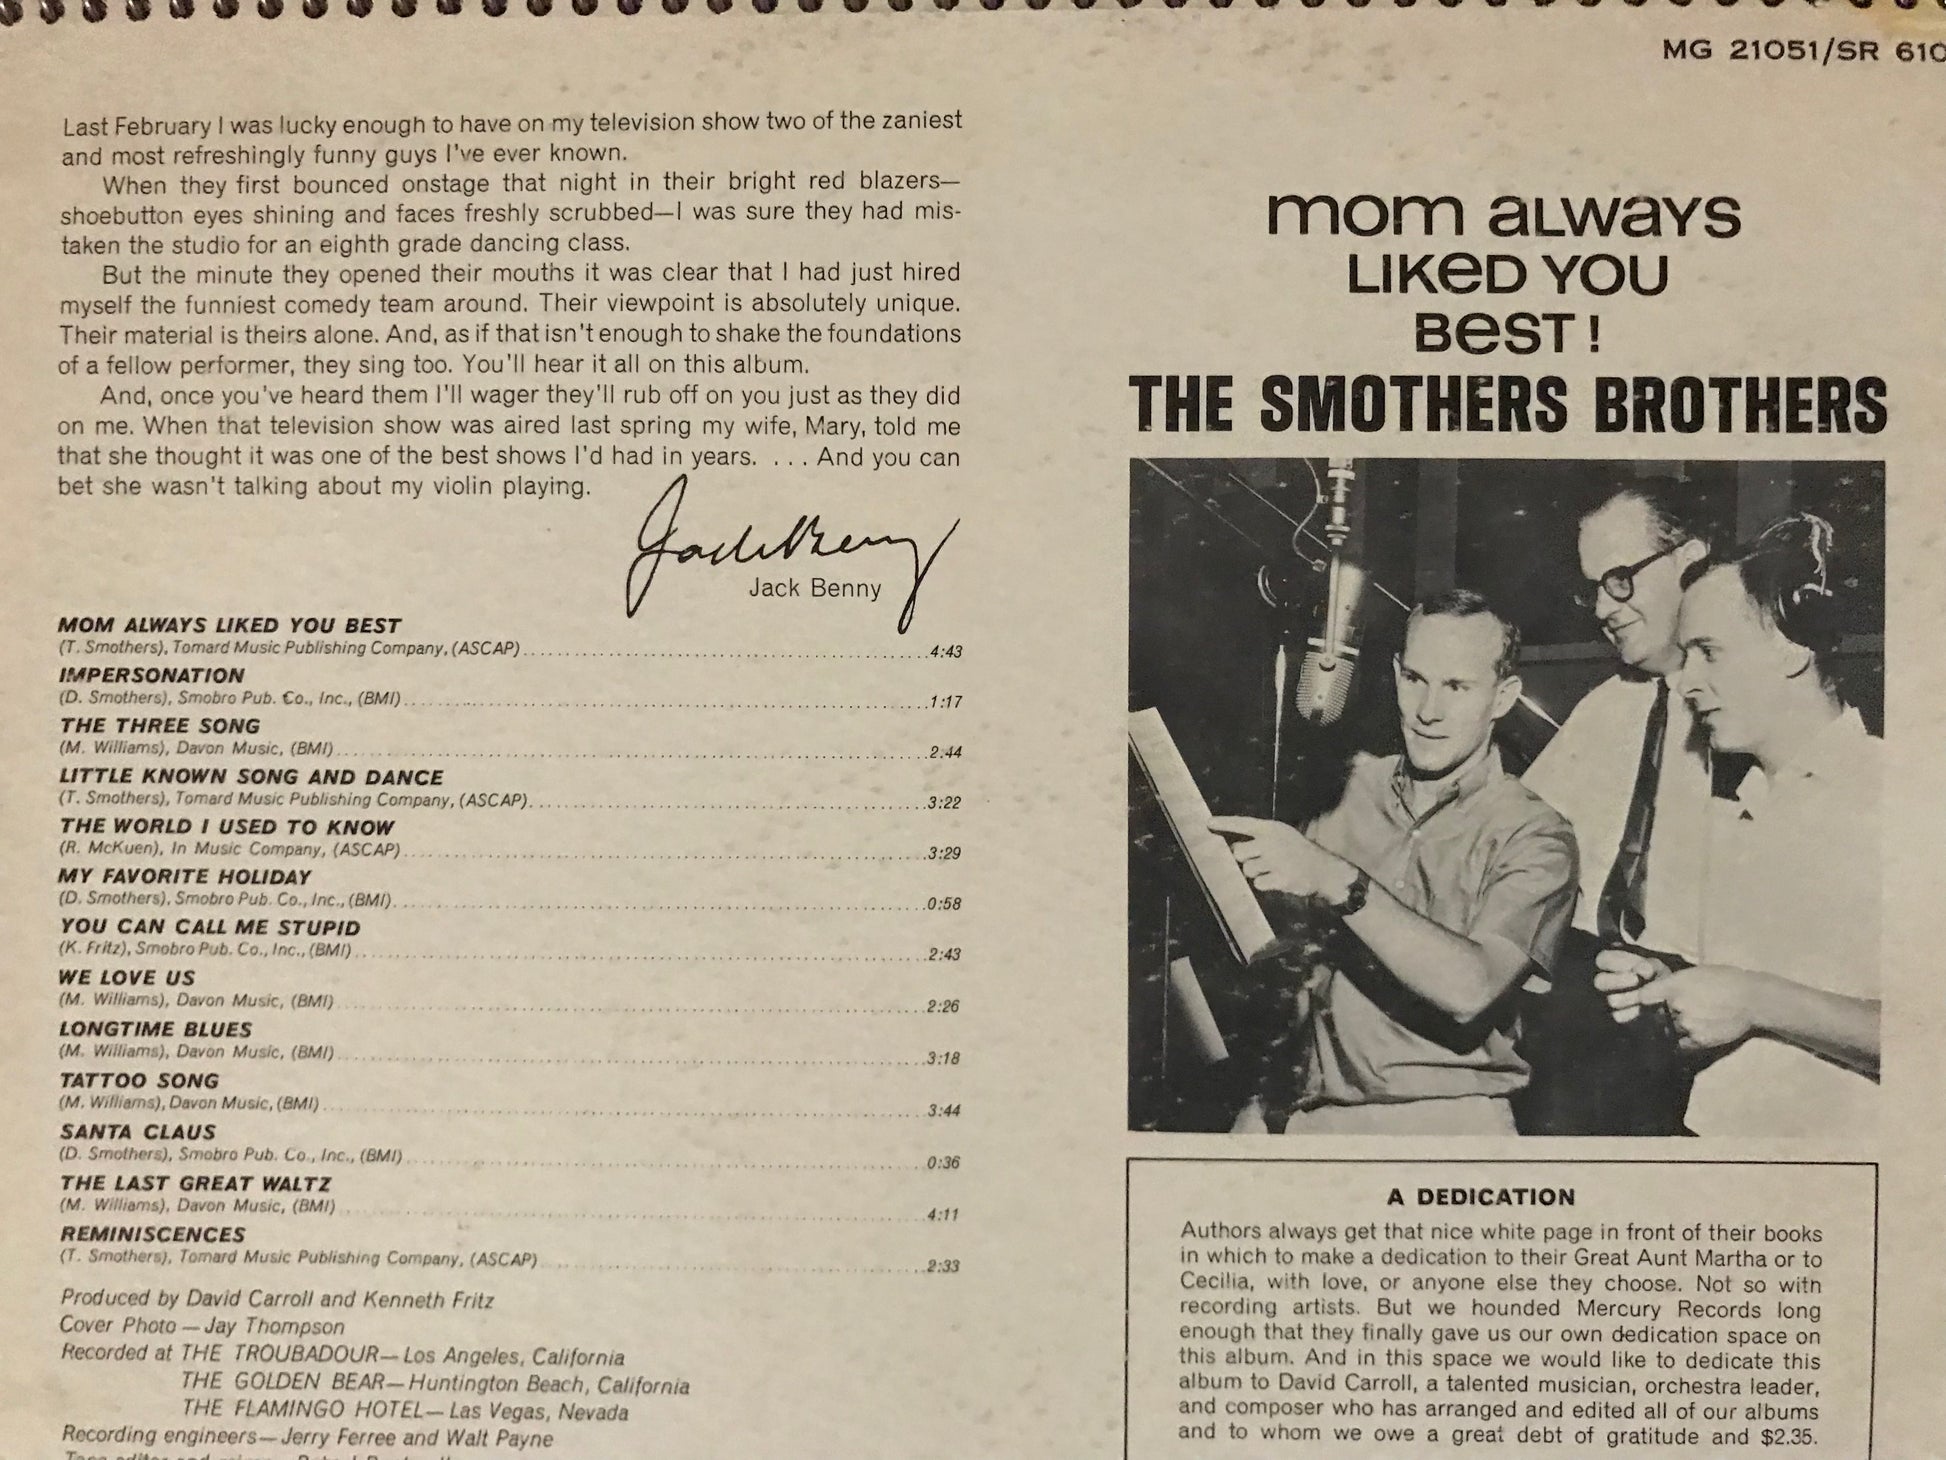 MG 21051/SR 610
Last February I was lucky enough to have on my television show two of the zaniest
and most refreshingly funny guys I've ever known.
When they first bounced onstage that night in their bright red blazers—
shoebutton eyes shining and faces freshly scrubbed—I was sure they had mis-
taken the studio for an eighth grade dancing class.
But the minute they opened their mouths it was clear that I had just hired
myself the funniest comedy team around. Their viewpoint is absolutely unique.
Their material is theirs alone. And, as if that isn't enough to shake the foundations
of a fellow performer, they sing too. You'll hear it all on this album.
And, once you've heard them I'll wager they'll rub off on you just as they did
on me. When that television show was aired last spring my wife, Mary, told me
that she thought it was one of the best shows I'd had in years. . . . And you can
bet she wasn't talking about my violin playing.
Jack Benny
Jack Benny
MOM ALWAYS LIKED YOU BEST
(T. Smothers), Tomard Music Publishing Company, (ASCAP) 4:43
IMPERSONATION
(D. Smothers), Smobro Pub. Co., Inc., (BMI) 1:17
THE THREE SONG
(M. Williams), Davon Music, (BMI) 2:44
LITTLE KNOWN SONG AND DANCE
(T. Smothers), Tomard Music Publishing Company, (ASCAP) 3:22
THE WORLD I USED TO KNOW
(R. McKuen), In Music Company, (ASCAP) 3:29
MY FAVORITE HOLIDAY
(D. Smothers), Smobro Pub. Co., Inc., (BMI) 0:58
YOU CAN CALL ME STUPID
(K. Fritz), Smobro Pub. Co., Inc., (BMI) 2:43
WE LOVE US
(M. Williams), Davon Music, (BMI) 2:26
LONGTIME BLUES
(M. Williams), Davon Music, (BMI) 3:18
TATTOO SONG
(M. Williams), Davon Music, (BMI) 3:44
SANTA CLAUS
(D. Smothers), Smobro Pub. Co., Inc., (BMI) 0:36
THE LAST GREAT WALTZ
(M. Williams), Davon Music, (BMI) 4:11
REMINISCENCES
(T. Smothers), Tomard Music Publishing Company, (ASCAP) 2:33
Produced by David Carroll and Kenneth Fritz
Cover Photo — Jay Thompson
Recorded at THE TROUBADOUR — Los Angeles, California
THE GOLDEN BEAR — Huntington Beach, California
THE FLAMINGO HOTEL — Las Vegas, Nevada
Recording engineers — Jerry Ferree and Walt Payne
mom aLwaYs
LIKeD YOU
BesT!
THE SMOTHERS BROTHERS
A DEDICATION
Authors always get that nice white page in front of their books
in which to make a dedication to their Great Aunt Martha or to
Cecilia, with love, or anyone else they choose. Not so with
recording artists. But we hounded Mercury Records long
enough that they finally gave us our own dedication space on
this album. And in this space we would like to dedicate this
album to David Carroll, a talented musician, orchestra leader,
and composer who has arranged and edited all of our albums
and to whom we owe a great debt of gratitude and $2.35.